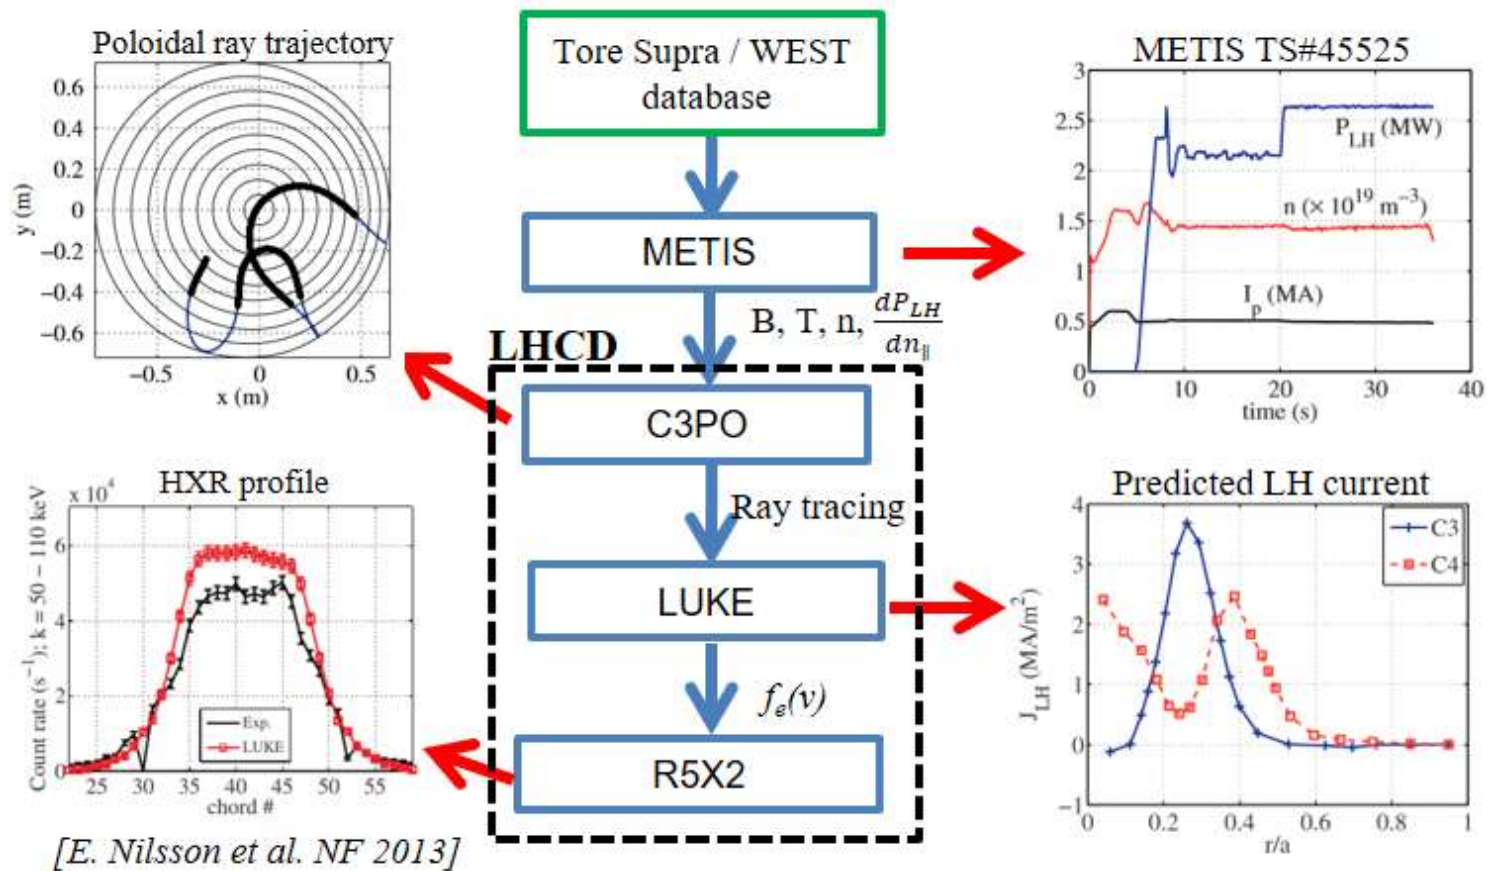 Poloidal ray trajectory
y (m)
0.6
0.4
0.2
0
−0.2
−0.4
−0.6
−0.5
0
0.5
x (m)
Tore Supra / WEST
database
METIS
B, T, n, dP_LH / dn_∥
LHCD
C3PO
Ray tracing
LUKE
f_e(v)
R5X2
METIS TS#45525
3
2.5
2
1.5
1
0.5
0
P_LH (MW)
n (× 10^19 m^−3)
I_p (MA)
0
10
20
30
40
time (s)
HXR profile
x 10^4
Count rate (s^−1); k = 50 − 110 keV
6
4
2
0
Exp.
LUKE
25
30
35
40
45
55
chord #
[E. Nilsson et al. NF 2013]
Predicted LH current
J_LH (MA/m^2)
4
3
2
1
0
−1
C3
C4
0
0.2
0.4
0.6
0.8
1
r/a